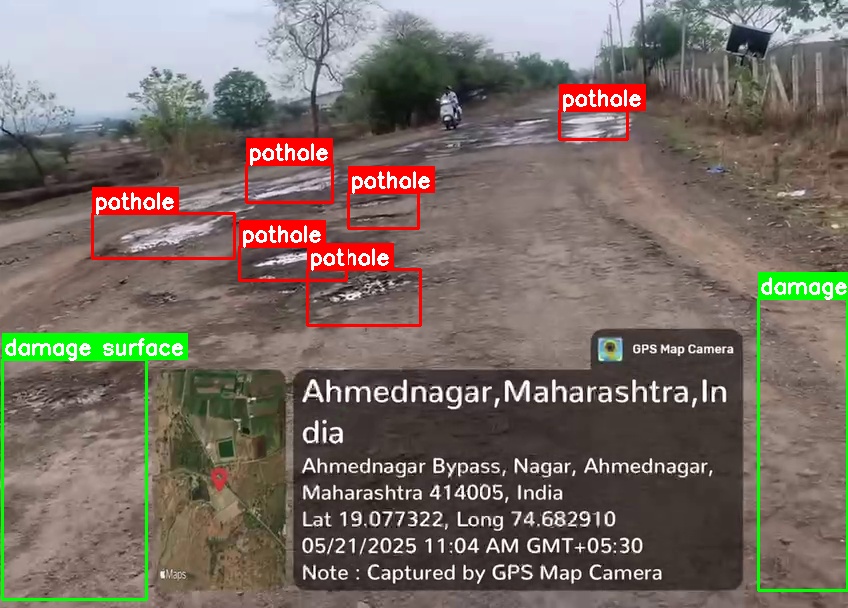 pothole
pothole
pothole
pothole
pothole
pothole
damage
damage surface
GPS Map Camera
Ahmednagar,Maharashtra,In
dia
Ahmednagar Bypass, Nagar, Ahmednagar,
Maharashtra 414005, India
Lat 19.077322, Long 74.682910
05/21/2025 11:04 AM GMT+05:30
Note : Captured by GPS Map Camera
Maps